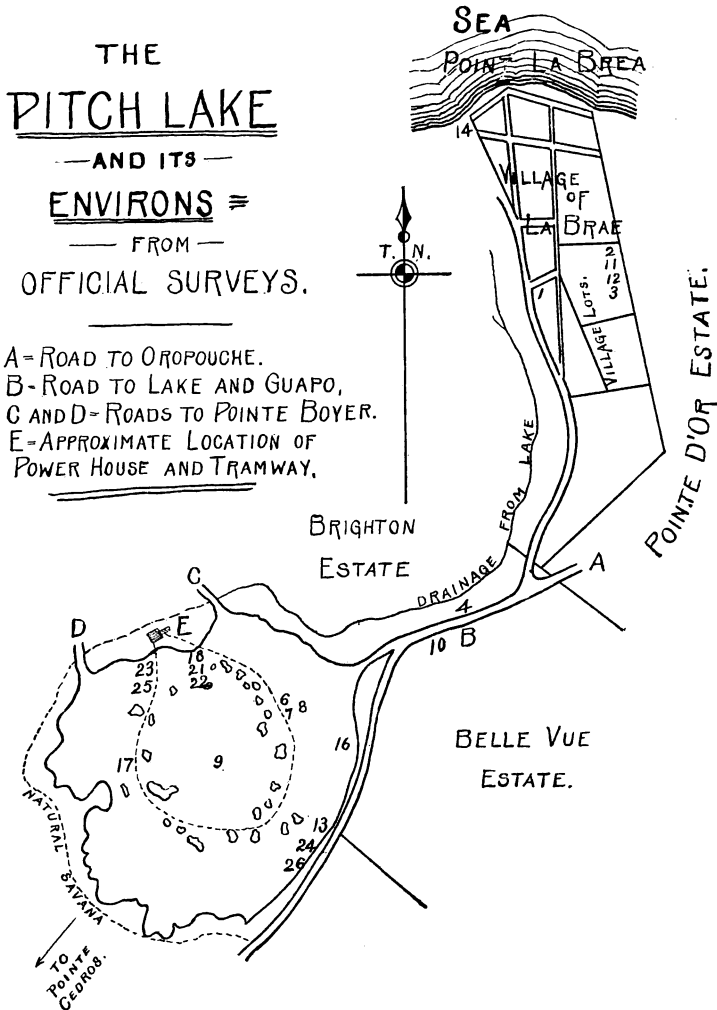 THE
PITCH LAKE
—AND ITS—
ENVIRONS
— FROM —
OFFICIAL SURVEYS.
A=ROAD TO OROPOUCHE.
B-ROAD TO LAKE AND GUAPO,
C AND D=ROADS TO POINTE BOYER.
E=APPROXIMATE LOCATION OF
POWER HOUSE AND TRAMWAY.
SEA
POINT LA BREA
14
VILLAGE
OF
LA BRAE
T. N.
2
11
12
3
1
VILLAGE LOTS.
POINTE D'OR ESTATE.
BRIGHTON
ESTATE
DRAINAGE FROM LAKE
A
4
B
10
C
D
E
18
23
21
25
22
6
7 8
16
17
9
13
24
26
BELLE VUE
ESTATE.
NATURAL
SAVANA
TO
POINTE
CEDROS.